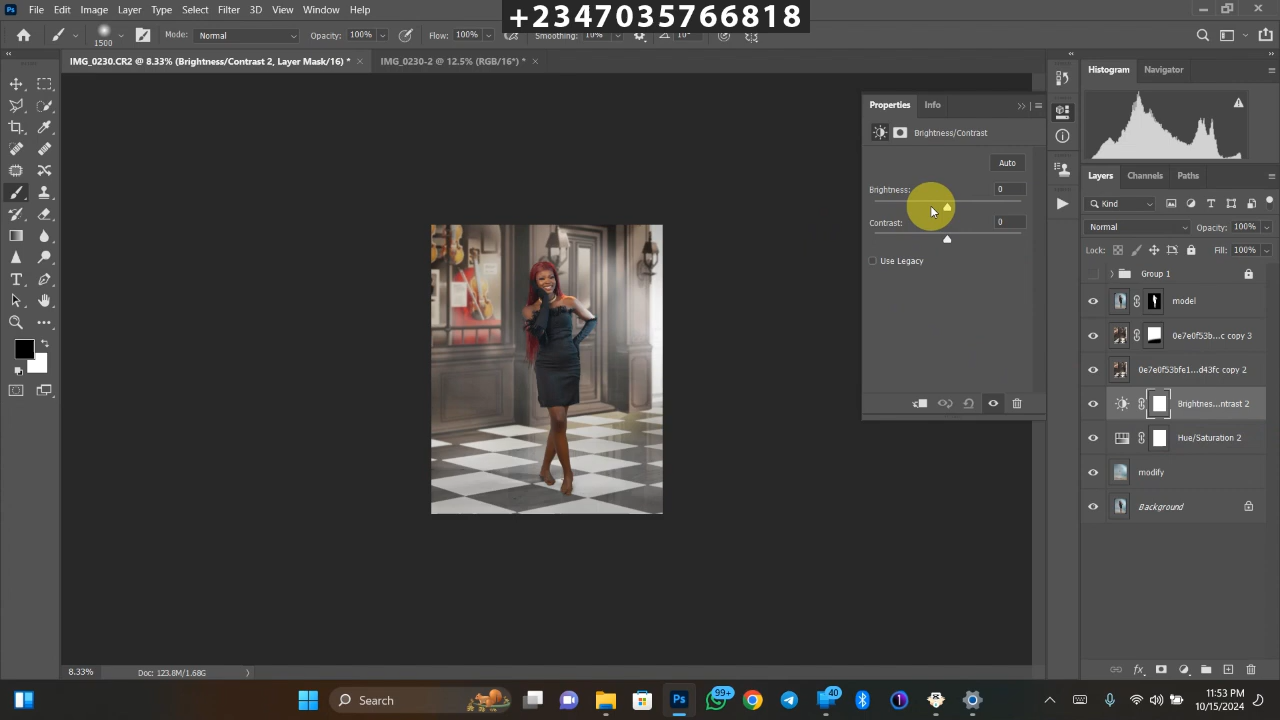 +2347035766818
Ps File Edit Image Layer Type Select Filter 3D View Window Help
1500 Mode: Normal Opacity: 100% Flow: 100% Smoothing: 10%
IMG_0230.CR2 @ 8.33% (Brightness/Contrast 2, Layer Mask/16) * × IMG_0230-2 @ 12.5% (RGB/16*) * ×
Histogram Navigator
Properties Info
Brightness/Contrast
Auto
Brightness: 0
Contrast: 0
Use Legacy
Layers Channels Paths
Kind
Normal Opacity: 100%
Lock: Fill: 100%
Group 1
model
0e7e0f53b...c copy 3
0e7e0f53bfe1...d43fc copy 2
Brightnes...ntrast 2
Hue/Saturation 2
modify
Background
8.33% Doc: 123.8M/1.68G
Search
Ps 99+ 40
11:53 PM
10/15/2024